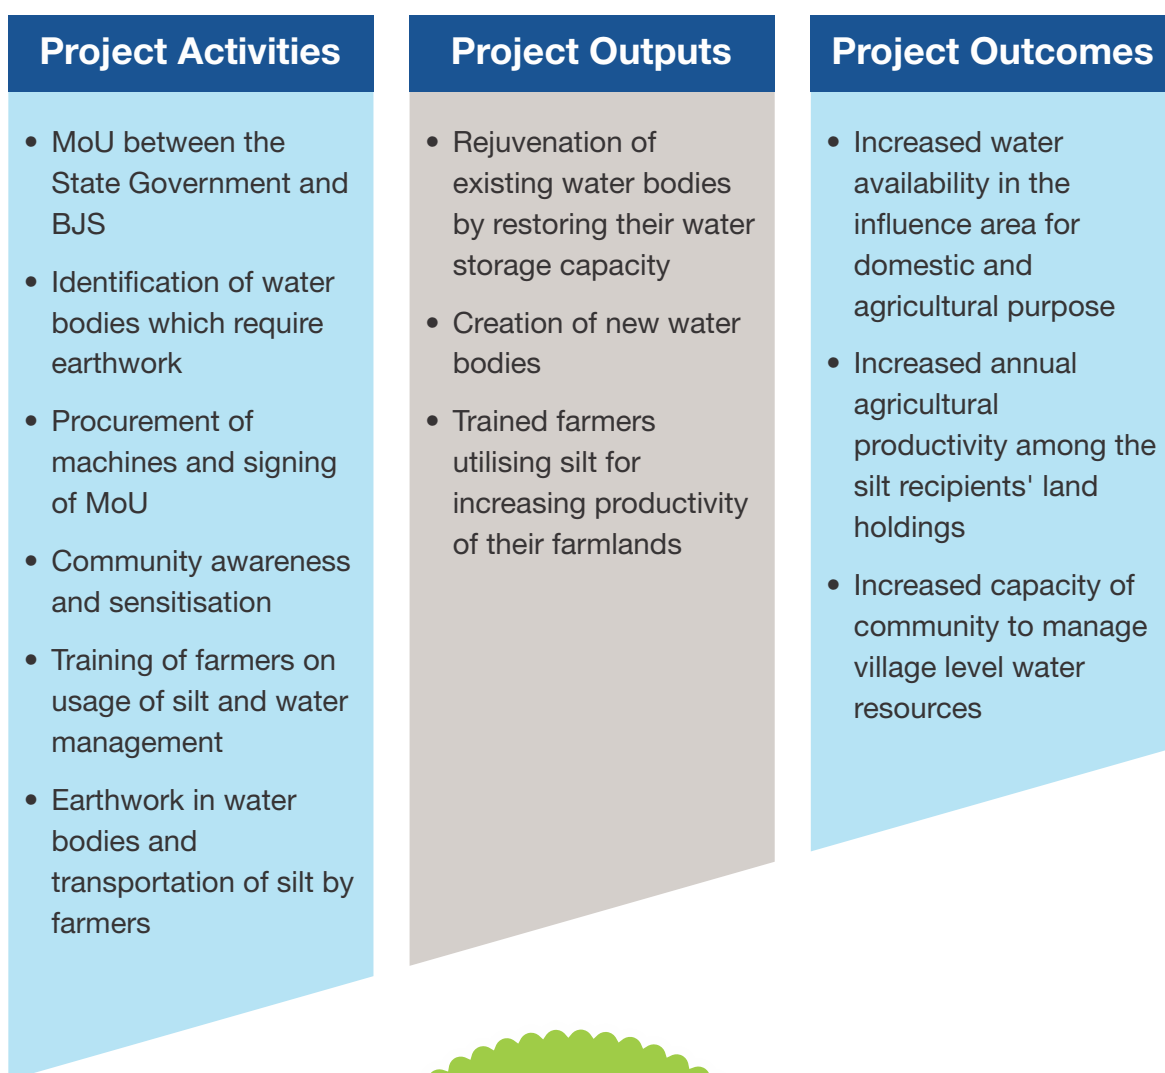 Project Activities
• MoU between the
State Government and
BJS
• Identification of water
bodies which require
earthwork
• Procurement of
machines and signing
of MoU
• Community awareness
and sensitisation
• Training of farmers on
usage of silt and water
management
• Earthwork in water
bodies and
transportation of silt by
farmers
Project Outputs
• Rejuvenation of
existing water bodies
by restoring their water
storage capacity
• Creation of new water
bodies
• Trained farmers
utilising silt for
increasing productivity
of their farmlands
Project Outcomes
• Increased water
availability in the
influence area for
domestic and
agricultural purpose
• Increased annual
agricultural
productivity among the
silt recipients' land
holdings
• Increased capacity of
community to manage
village level water
resources